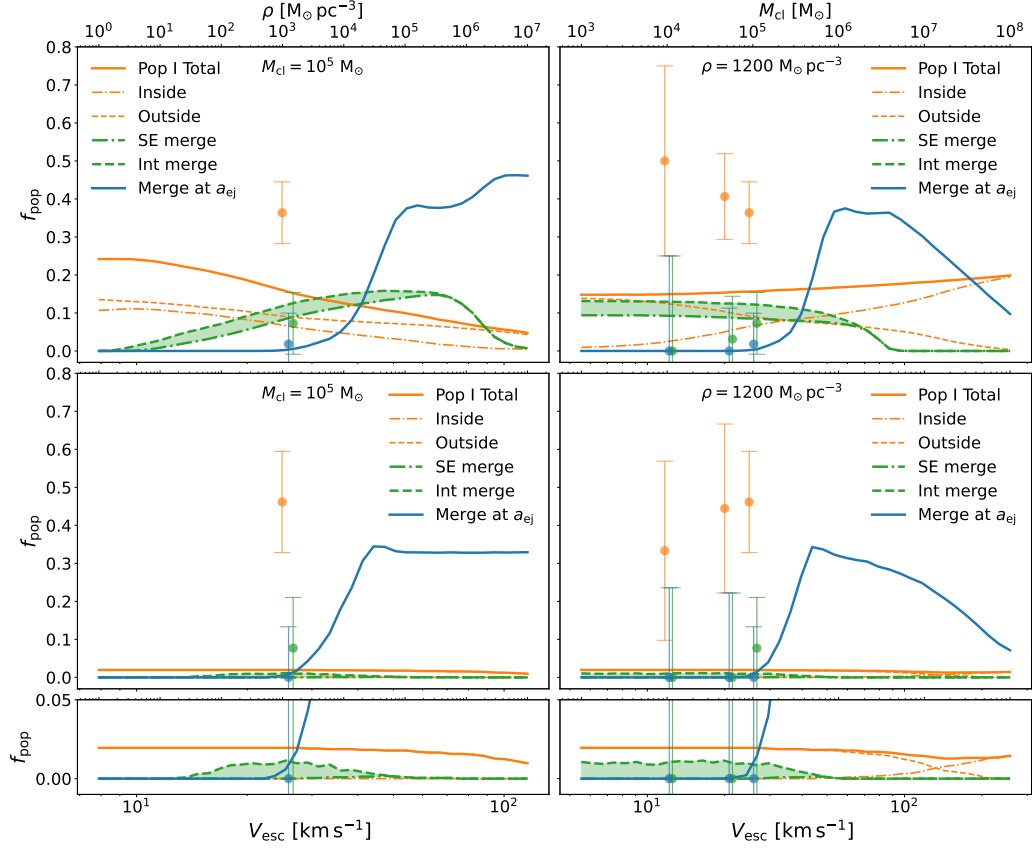 ρ [M⊙ pc⁻³]
M_cl [M⊙]
10⁰ 10¹ 10² 10³ 10⁴ 10⁵ 10⁶ 10⁷
10³ 10⁴ 10⁵ 10⁶ 10⁷ 10⁸
0.8
0.7
0.6
0.5
0.4
0.3
0.2
0.1
0.0
f_pop
M_cl = 10⁵ M⊙
Pop I Total
Inside
Outside
SE merge
Int merge
Merge at a_ej
ρ = 1200 M⊙ pc⁻³
Pop I Total
Inside
Outside
SE merge
Int merge
Merge at a_ej
0.8
0.7
0.6
0.5
0.4
0.3
0.2
0.1
0.0
f_pop
M_cl = 10⁵ M⊙
Pop I Total
Inside
Outside
SE merge
Int merge
Merge at a_ej
ρ = 1200 M⊙ pc⁻³
Pop I Total
Inside
Outside
SE merge
Int merge
Merge at a_ej
0.05
0.00
f_pop
10¹ 10²
10¹ 10²
V_esc [km s⁻¹]
V_esc [km s⁻¹]